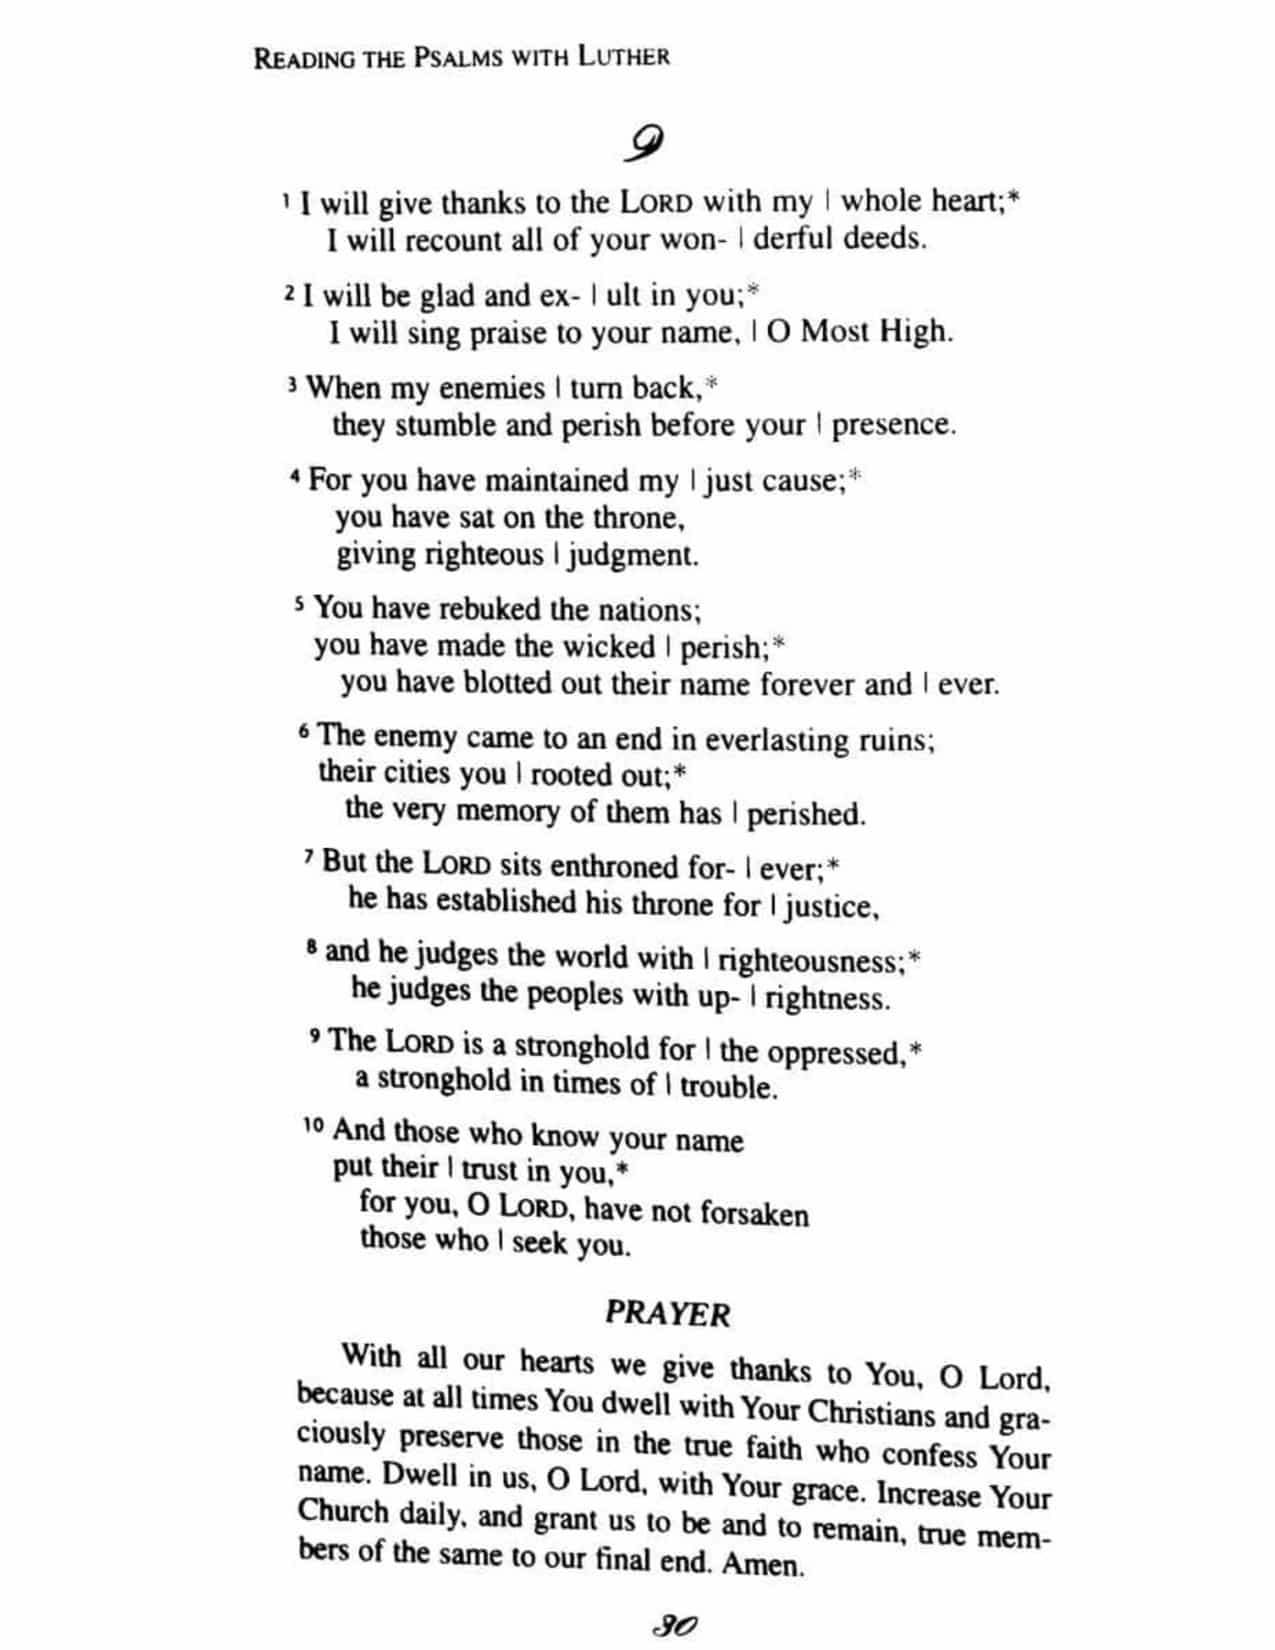 READING THE PSALMS WITH LUTHER
9
1 I will give thanks to the LORD with my | whole heart;*
I will recount all of your won- | derful deeds.
2 I will be glad and ex- | ult in you;*
I will sing praise to your name, | O Most High.
3 When my enemies | turn back,*
they stumble and perish before your | presence.
4 For you have maintained my | just cause;*
you have sat on the throne,
giving righteous | judgment.
5 You have rebuked the nations;
you have made the wicked | perish;*
you have blotted out their name forever and | ever.
6 The enemy came to an end in everlasting ruins;
their cities you | rooted out;*
the very memory of them has | perished.
7 But the LORD sits enthroned for- | ever;*
he has established his throne for | justice,
8 and he judges the world with | righteousness;*
he judges the peoples with up- | rightness.
9 The LORD is a stronghold for | the oppressed,*
a stronghold in times of | trouble.
10 And those who know your name
put their | trust in you,*
for you, O LORD, have not forsaken
those who | seek you.
PRAYER
With all our hearts we give thanks to You, O Lord,
because at all times You dwell with Your Christians and gra-
ciously preserve those in the true faith who confess Your
name. Dwell in us, O Lord, with Your grace. Increase Your
Church daily, and grant us to be and to remain, true mem-
bers of the same to our final end. Amen.
30